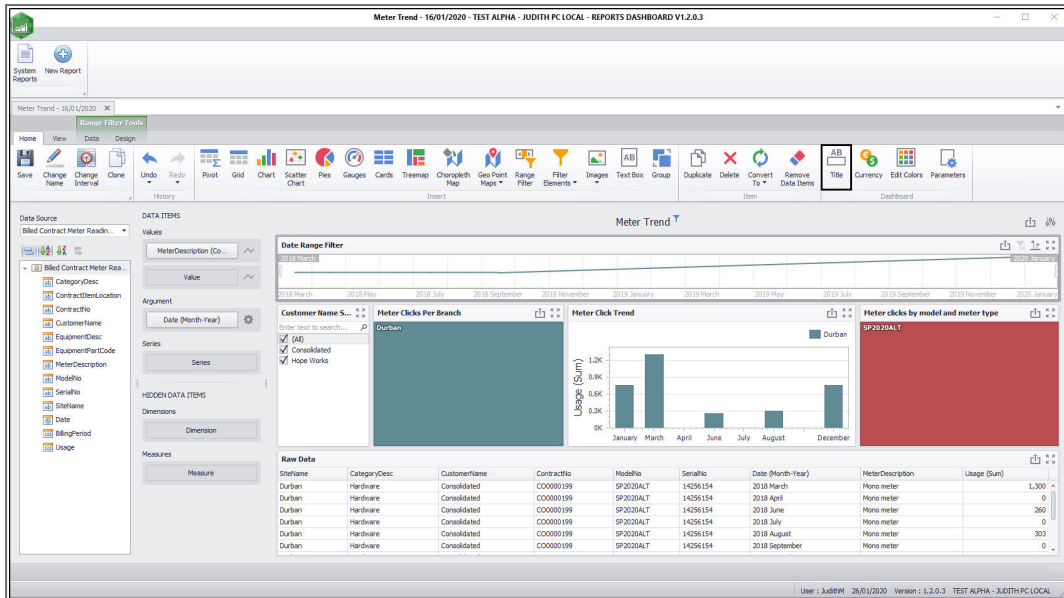 Meter Trend - 16/01/2020 - TEST ALPHA - JUDITH PC LOCAL - REPORTS DASHBOARD V1.2.0.3
System Reports
New Report
Meter Trend - 16/01/2020
Range Filter Tools
Home View Data Design
Save Change Name Change Interval Clone Undo Redo Pivot Grid Chart Scatter Chart Pies Gauges Cards Treemap Choropleth Map Geo Point Maps Range Filter Filter Elements Images Text Box Group Duplicate Delete Convert To Remove Data Items Title Currency Edit Colors Parameters
History Insert Item Dashboard
Data Source
Billed Contract Meter Readin...
Billed Contract Meter Rea...
CategoryDesc
ContractItemLocation
ContractNo
CustomerName
EquipmentDesc
EquipmentPartCode
MeterDescription
ModelNo
SerialNo
SiteName
Date
BillingPeriod
Usage
DATA ITEMS
Values
MeterDescription (Co...
Value
Argument
Date (Month-Year)
Series
Series
HIDDEN DATA ITEMS
Dimensions
Dimension
Measures
Measure
Meter Trend
Date Range Filter
2018 March 2020 January
2018 March 2018 May 2018 July 2018 September 2018 November 2019 January 2019 March 2019 May 2019 July 2019 September 2019 November 2020 January
Customer Name S...
Enter text to search...
(All)
Consolidated
Hope Works
Meter Clicks Per Branch
Durban
Meter Click Trend
Durban
Usage (Sum)
1.2K
0.9K
0.6K
0.3K
0K
January March April June July August December
Meter clicks by model and meter type
SP2020ALT
Raw Data
SiteName CategoryDesc CustomerName ContractNo ModelNo SerialNo Date (Month-Year) MeterDescription Usage (Sum)
Durban Hardware Consolidated CO0000199 SP2020ALT 14256154 2018 March Mono meter 1,300
Durban Hardware Consolidated CO0000199 SP2020ALT 14256154 2018 April Mono meter 0
Durban Hardware Consolidated CO0000199 SP2020ALT 14256154 2018 June Mono meter 260
Durban Hardware Consolidated CO0000199 SP2020ALT 14256154 2018 July Mono meter 0
Durban Hardware Consolidated CO0000199 SP2020ALT 14256154 2018 August Mono meter 303
Durban Hardware Consolidated CO0000199 SP2020ALT 14256154 2018 September Mono meter 0
User : JudithM 26/01/2020 Version : 1.2.0.3 TEST ALPHA - JUDITH PC LOCAL